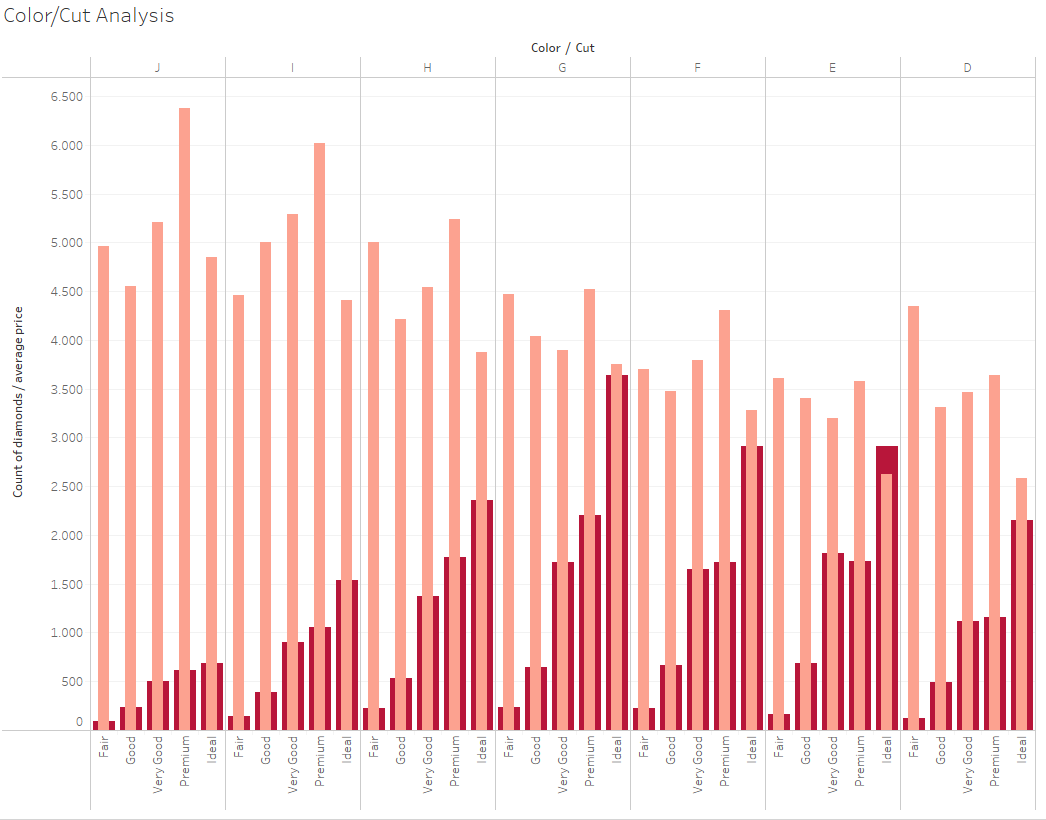 Color/Cut Analysis
Color / Cut
J I H G F E D
6.500
6.000
5.500
5.000
4.500
4.000
3.500
3.000
2.500
2.000
1.500
1.000
500
0
Count of diamonds / average price
Fair Good Very Good Premium Ideal Fair Good Very Good Premium Ideal Fair Good Very Good Premium Ideal Fair Good Very Good Premium Ideal Fair Good Very Good Premium Ideal Fair Good Very Good Premium Ideal Fair Good Very Good Premium Ideal